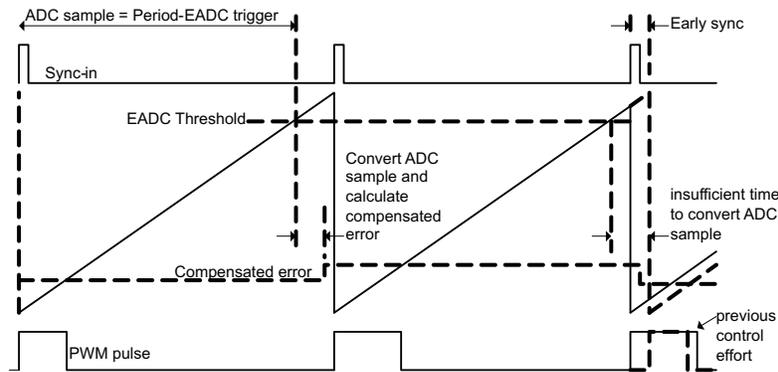 ADC sample = Period-EADC trigger
Early sync
Sync-in
EADC Threshold
Convert ADC
sample and
calculate
compensated
error
insufficient time
to convert ADC
sample
Compensated error
PWM pulse
previous
control
effort